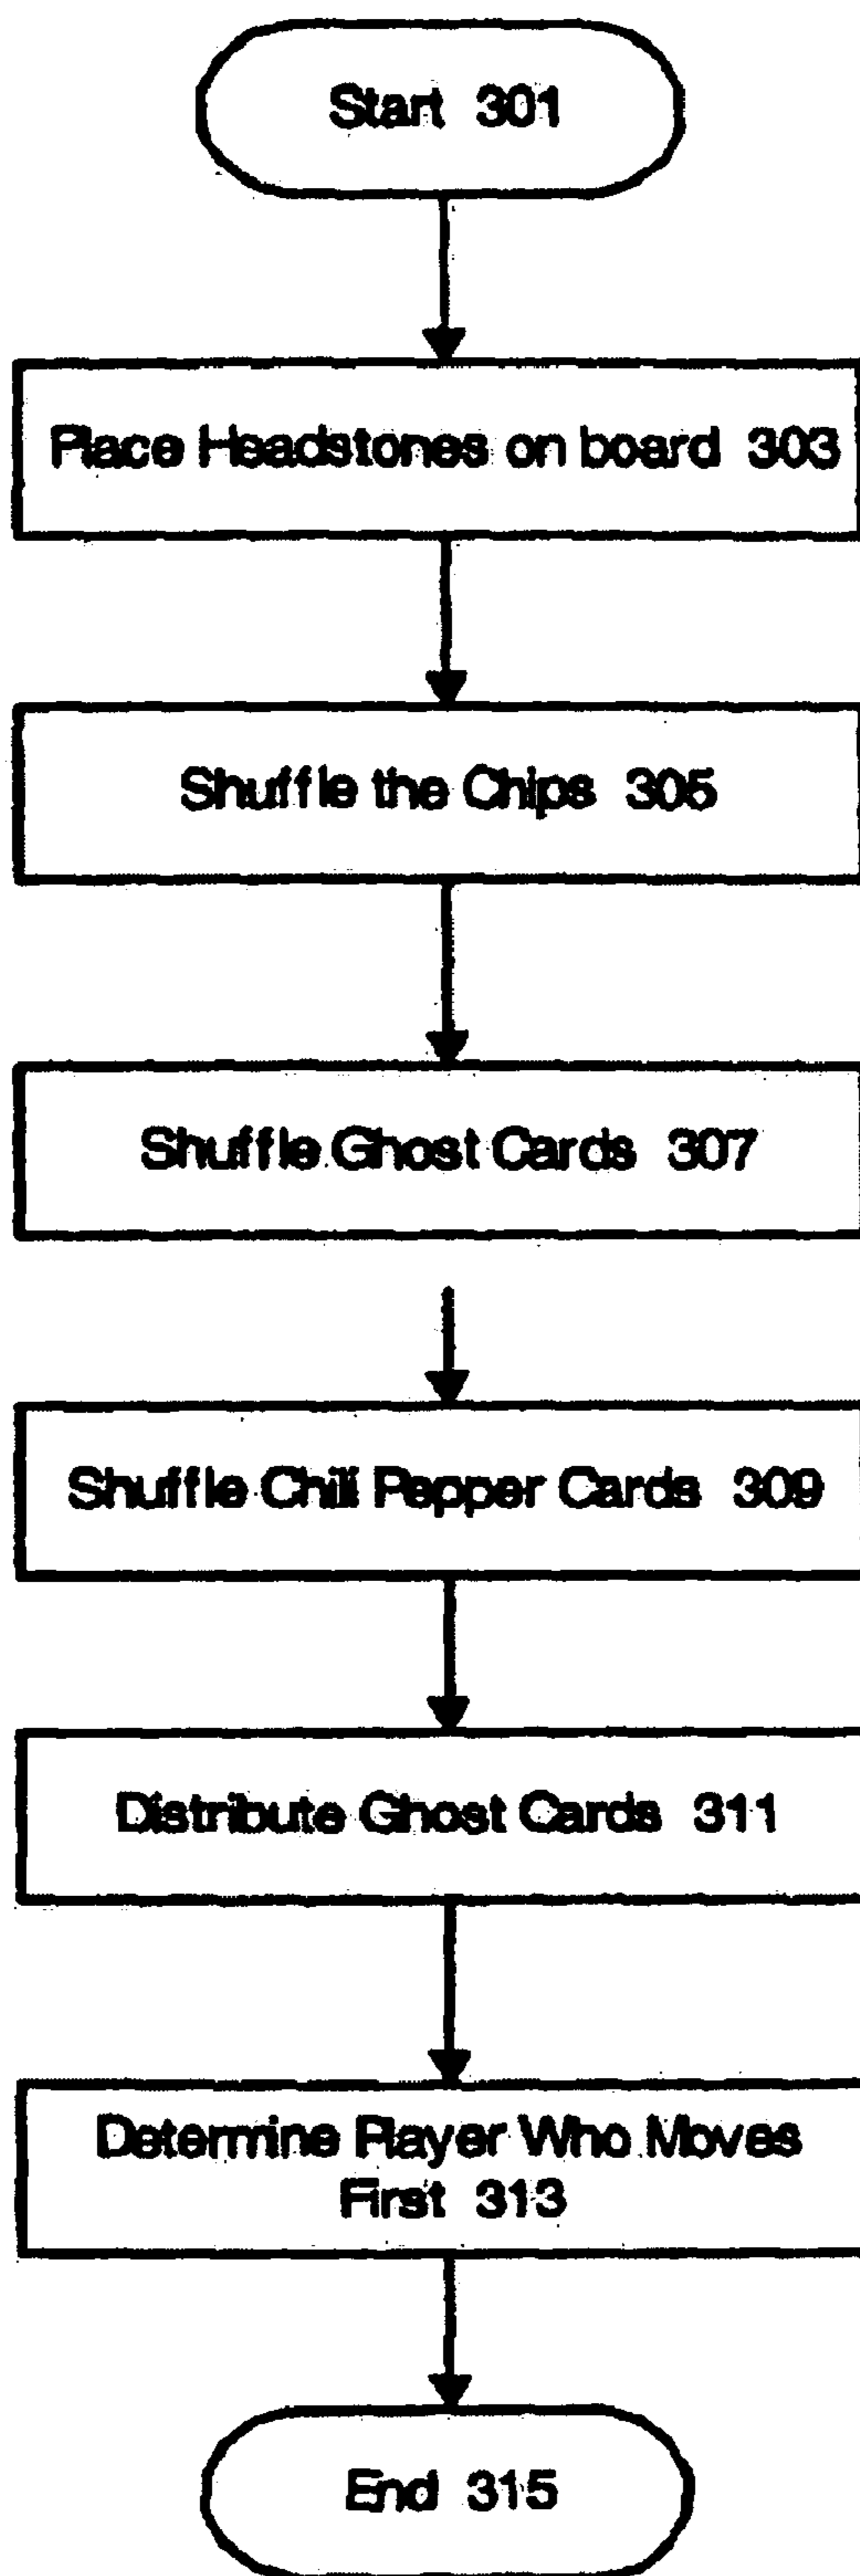 Start 301
Place Headstones on board 303
Shuffle the Chips 305
Shuffle Ghost Cards 307
Shuffle Chili Pepper Cards 309
Distribute Ghost Cards 311
Determine Player Who Moves
First 313
End 315